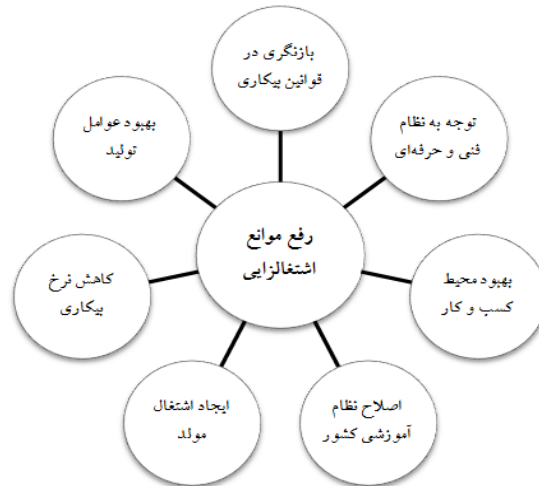 بازنگری در
قوانین بیکاری
توجه به نظام
فنی و حرفه‌ای
بهبود محیط
کسب و کار
اصلاح نظام
آموزشی کشور
ایجاد اشتغال
مولد
کاهش نرخ
بیکاری
بهبود عوامل
تولید
رفع موانع
اشتغالزایی